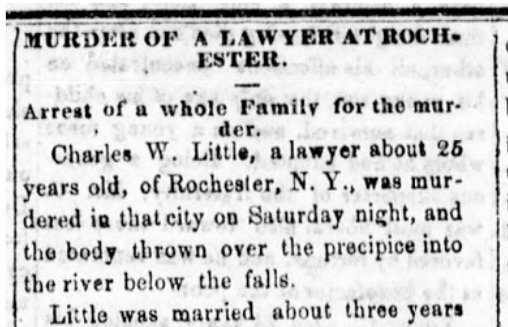 MURDER OF A LAWYER AT ROCH-
ESTER.
Arrest of a whole Family for the mur-
der.
Charles W. Little, a lawyer about 25
years old, of Rochester, N. Y., was mur-
dered in that city on Saturday night, and
the body thrown over the precipice into
the river below the falls.
Little was married about three years